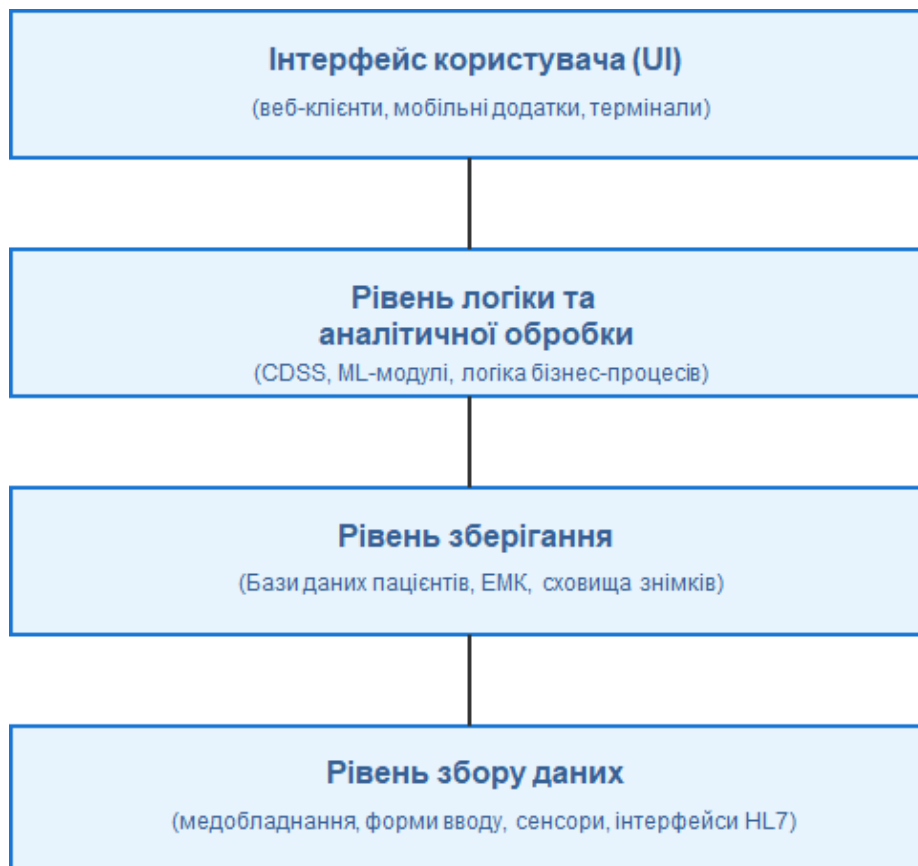 Інтерфейс користувача (UI)
(веб-клієнти, мобільні додатки, термінали)
Рівень логіки та
аналітичної обробки
(CDSS, ML-модулі, логіка бізнес-процесів)
Рівень зберігання
(Бази даних пацієнтів, ЕМК, сховища знімків)
Рівень збору даних
(медобладнання, форми вводу, сенсори, інтерфейси HL7)